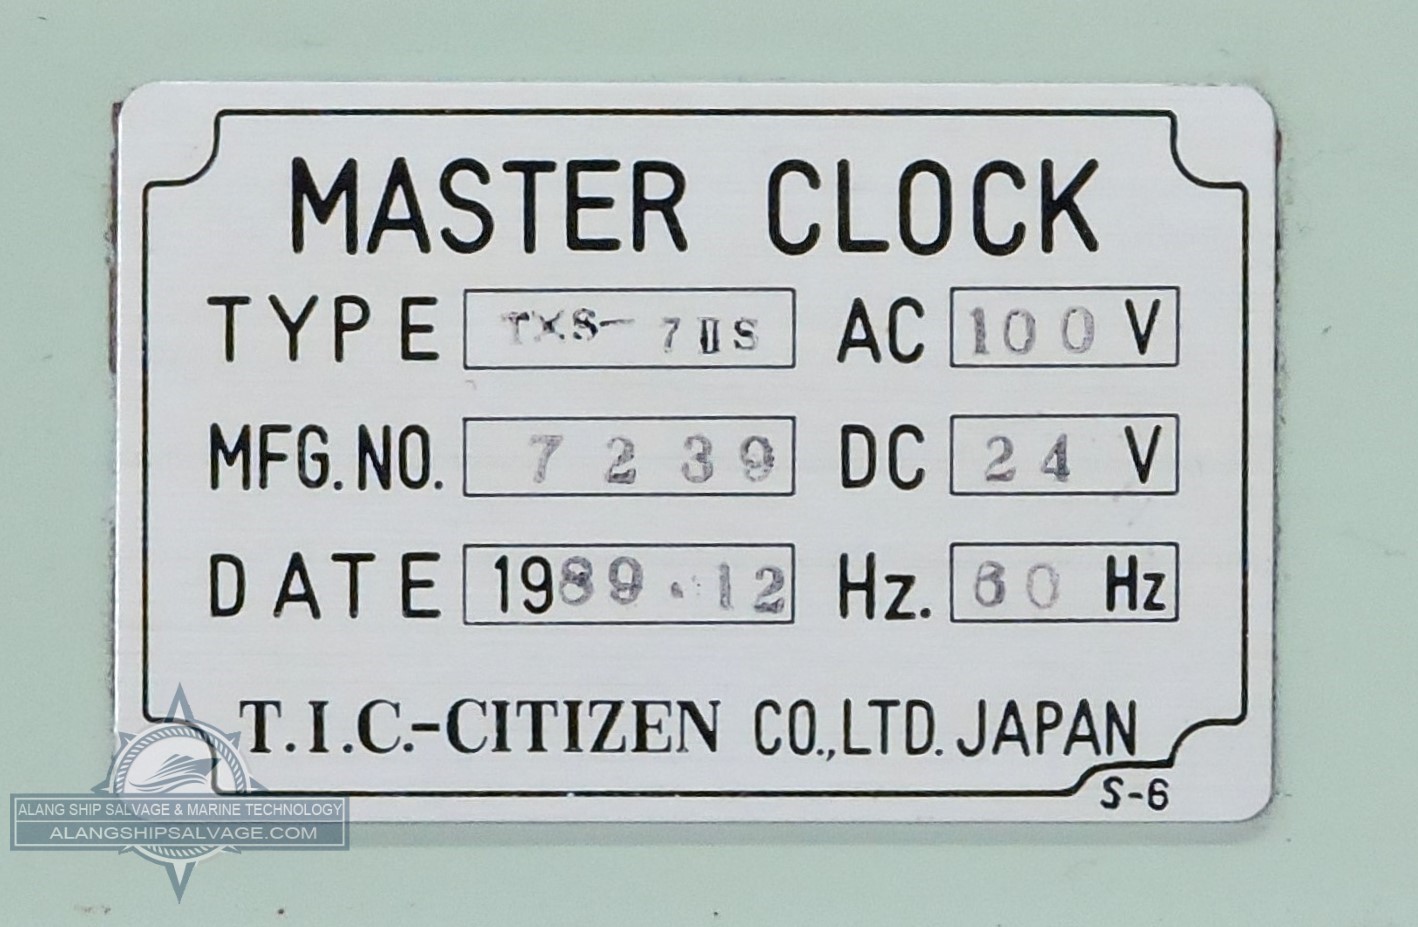 MASTER CLOCK
TYPE TXS-7ⅡS AC 100 V
MFG.NO. 7239 DC 24 V
DATE 1989.12 Hz. 60 Hz
T.I.C.-CITIZEN CO.,LTD. JAPAN
S-6
ALANG SHIP SALVAGE & MARINE TECHNOLOGY
ALANGSHIPSALVAGE.COM